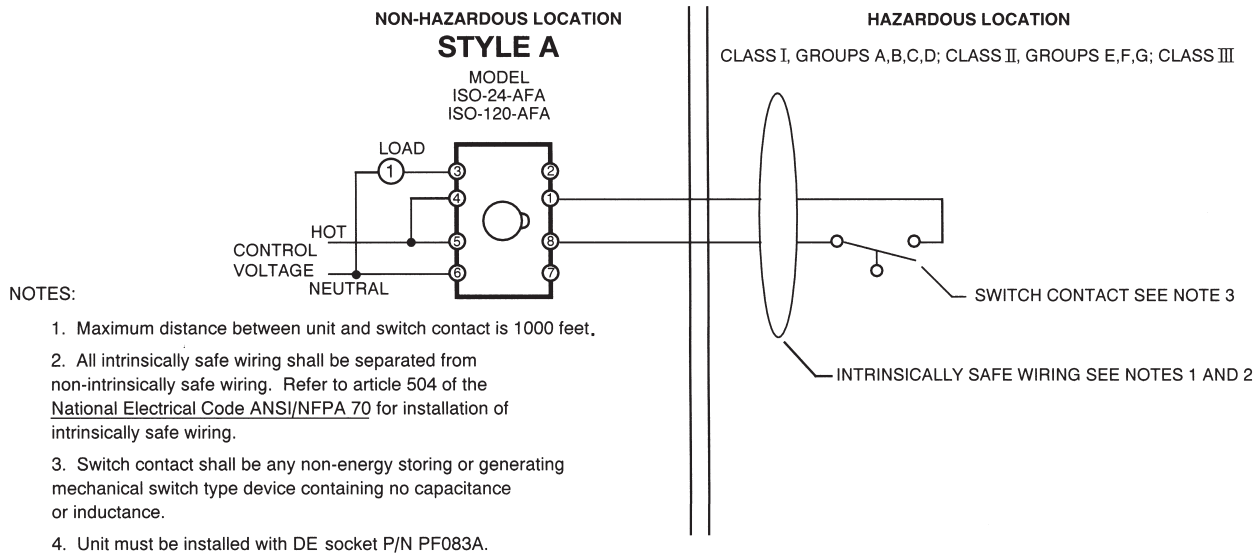 NON-HAZARDOUS LOCATION
STYLE A
MODEL
ISO-24-AFA
ISO-120-AFA
HAZARDOUS LOCATION
CLASS I, GROUPS A,B,C,D; CLASS II, GROUPS E,F,G; CLASS III
LOAD
1
3
2
4
1
HOT
CONTROL
VOLTAGE
NEUTRAL
5
8
6
7
SWITCH CONTACT SEE NOTE 3
INTRINSICALLY SAFE WIRING SEE NOTES 1 AND 2
NOTES:
1. Maximum distance between unit and switch contact is 1000 feet.
2. All intrinsically safe wiring shall be separated from
non-intrinsically safe wiring. Refer to article 504 of the
National Electrical Code ANSI/NFPA 70 for installation of
intrinsically safe wiring.
3. Switch contact shall be any non-energy storing or generating
mechanical switch type device containing no capacitance
or inductance.
4. Unit must be installed with DE socket P/N PF083A.